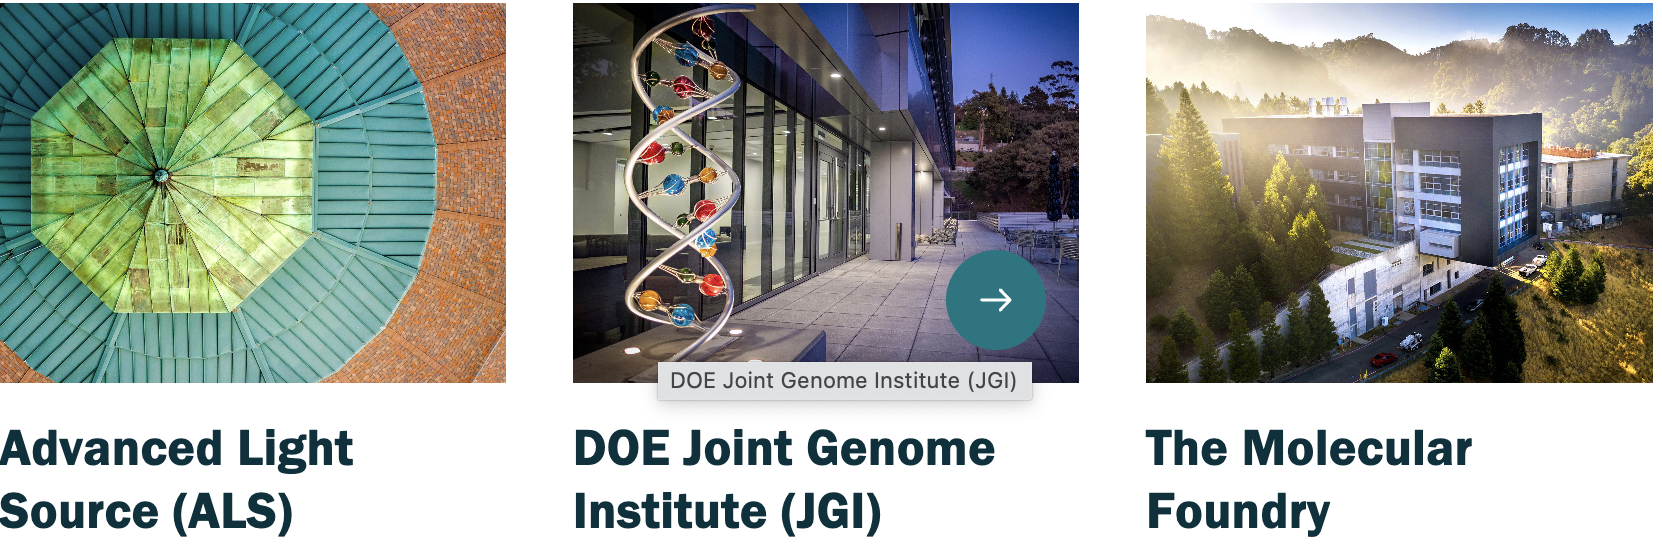 DOE Joint Genome Institute (JGI)
Advanced Light
Source (ALS)
DOE Joint Genome
Institute (JGI)
The Molecular
Foundry